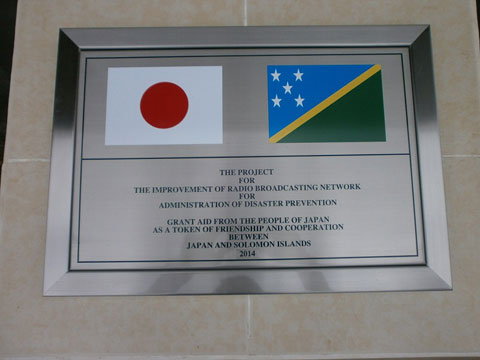 THE PROJECT
FOR
THE IMPROVEMENT OF RADIO BROADCASTING NETWORK
FOR
ADMINISTRATION OF DISASTER PREVENTION
GRANT AID FROM THE PEOPLE OF JAPAN
AS A TOKEN OF FRIENDSHIP AND COOPERATION
BETWEEN
JAPAN AND SOLOMON ISLANDS
2014